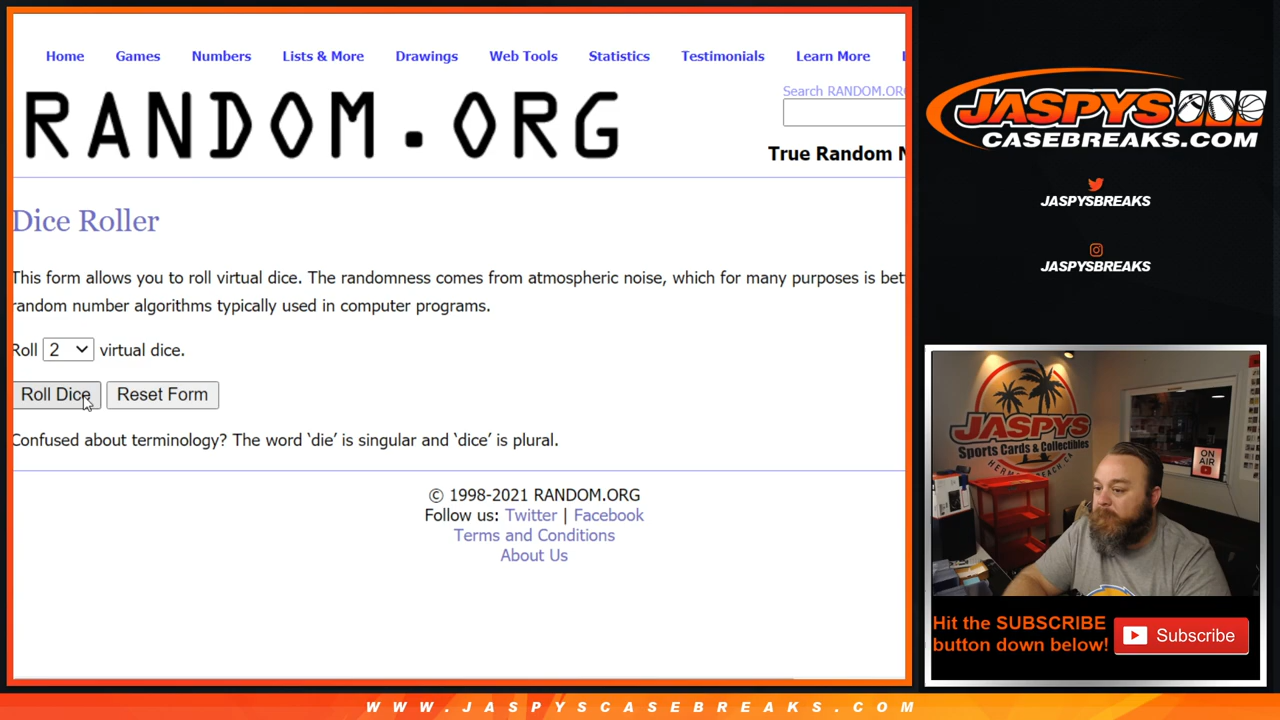 Home Games Numbers Lists & More Drawings Web Tools Statistics Testimonials Learn More
RANDOM.ORG
Search RANDOM.ORG
True Random N
Dice Roller
This form allows you to roll virtual dice. The randomness comes from atmospheric noise, which for many purposes is bet
random number algorithms typically used in computer programs.
Roll 2 virtual dice.
Roll Dice Reset Form
Confused about terminology? The word ‘die’ is singular and ‘dice’ is plural.
© 1998-2021 RANDOM.ORG
Follow us: Twitter | Facebook
Terms and Conditions
About Us
JASPYS
CASEBREAKS.COM
JASPYSBREAKS
JASPYSBREAKS
JASPYS
Sports Cards & Collectibles
ON AIR
Hit the SUBSCRIBE
button down below!
Subscribe
WWW.JASPYSCASEBREAKS.COM